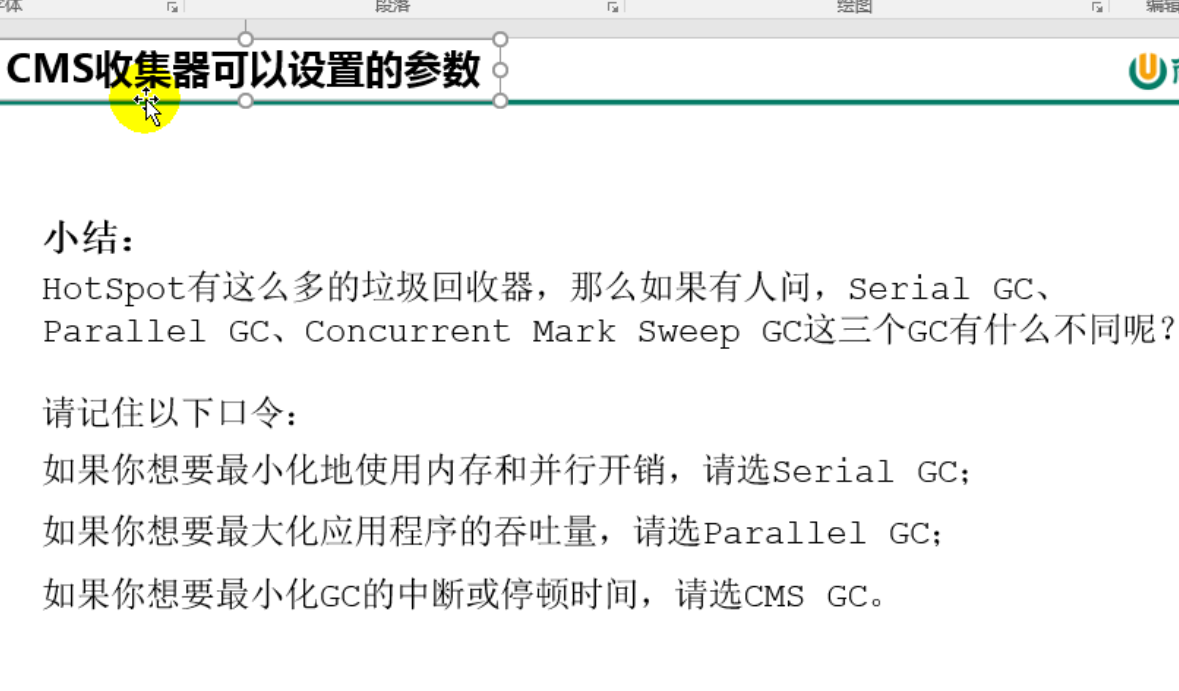 段落
绘图
编辑
CMS收集器可以设置的参数
小结：
HotSpot有这么多的垃圾回收器，那么如果有人问，Serial GC、
Parallel GC、Concurrent Mark Sweep GC这三个GC有什么不同呢？
请记住以下口令：
如果你想要最小化地使用内存和并行开销，请选Serial GC；
如果你想要最大化应用程序的吞吐量，请选Parallel GC；
如果你想要最小化GC的中断或停顿时间，请选CMS GC。